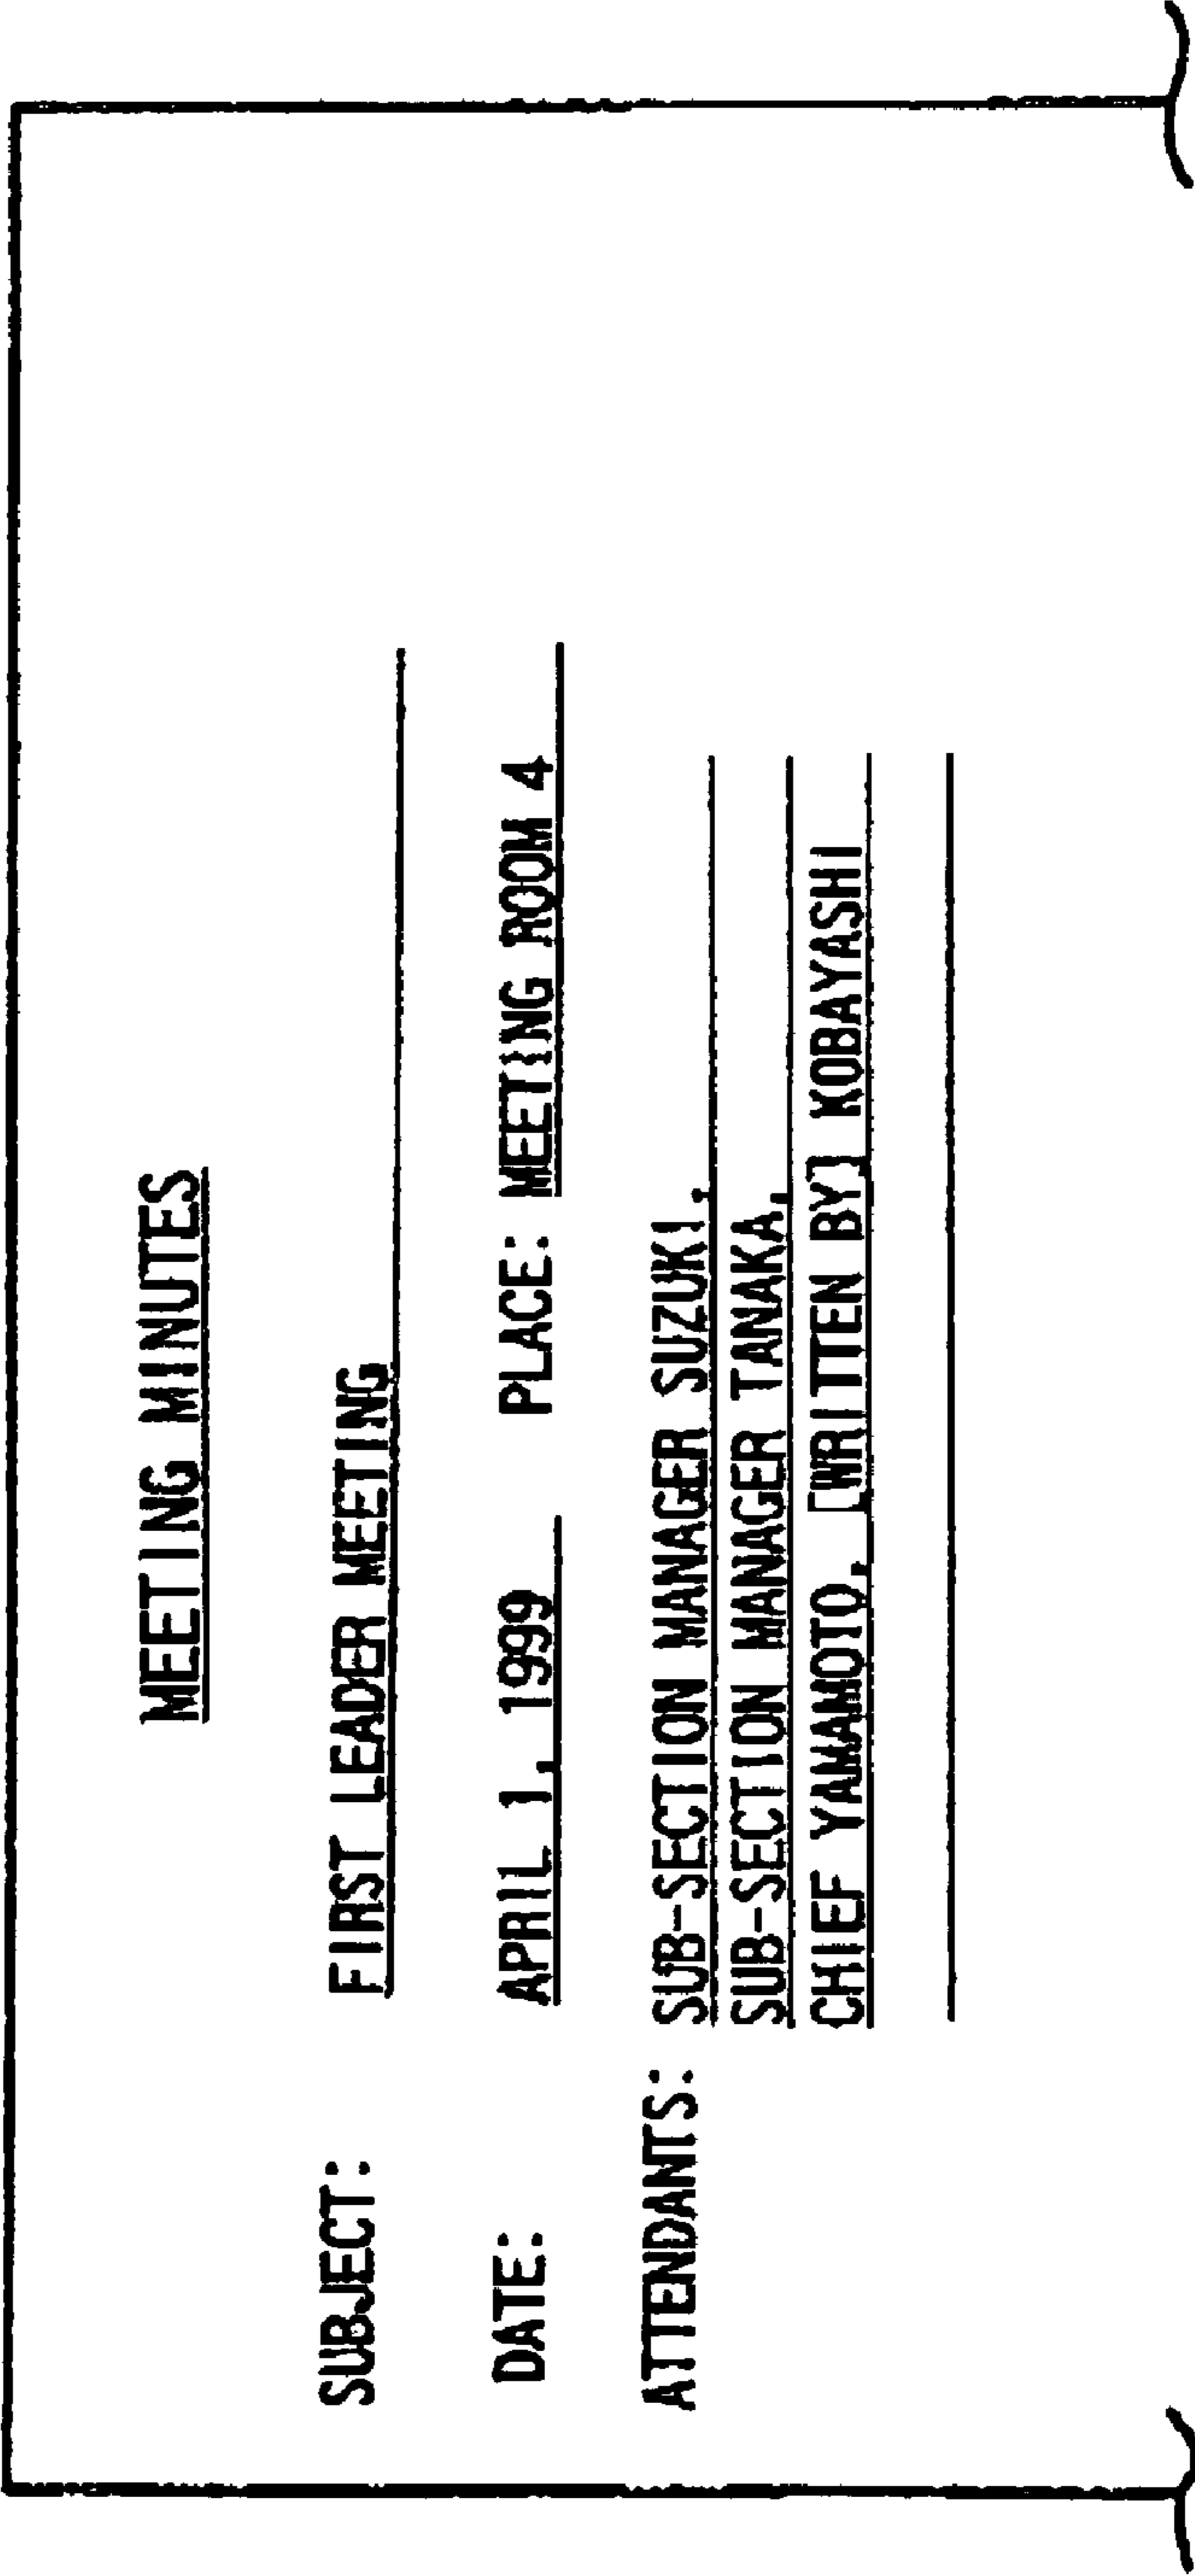 MEETING MINUTES
SUBJECT: FIRST LEADER MEETING
DATE: APRIL 1, 1999 PLACE: MEETING ROOM 4
ATTENDANTS: SUB-SECTION MANAGER SUZUKI,
SUB-SECTION MANAGER TANAKA,
CHIEF YAMAMOTO, [WRITTEN BY] KOBAYASHI